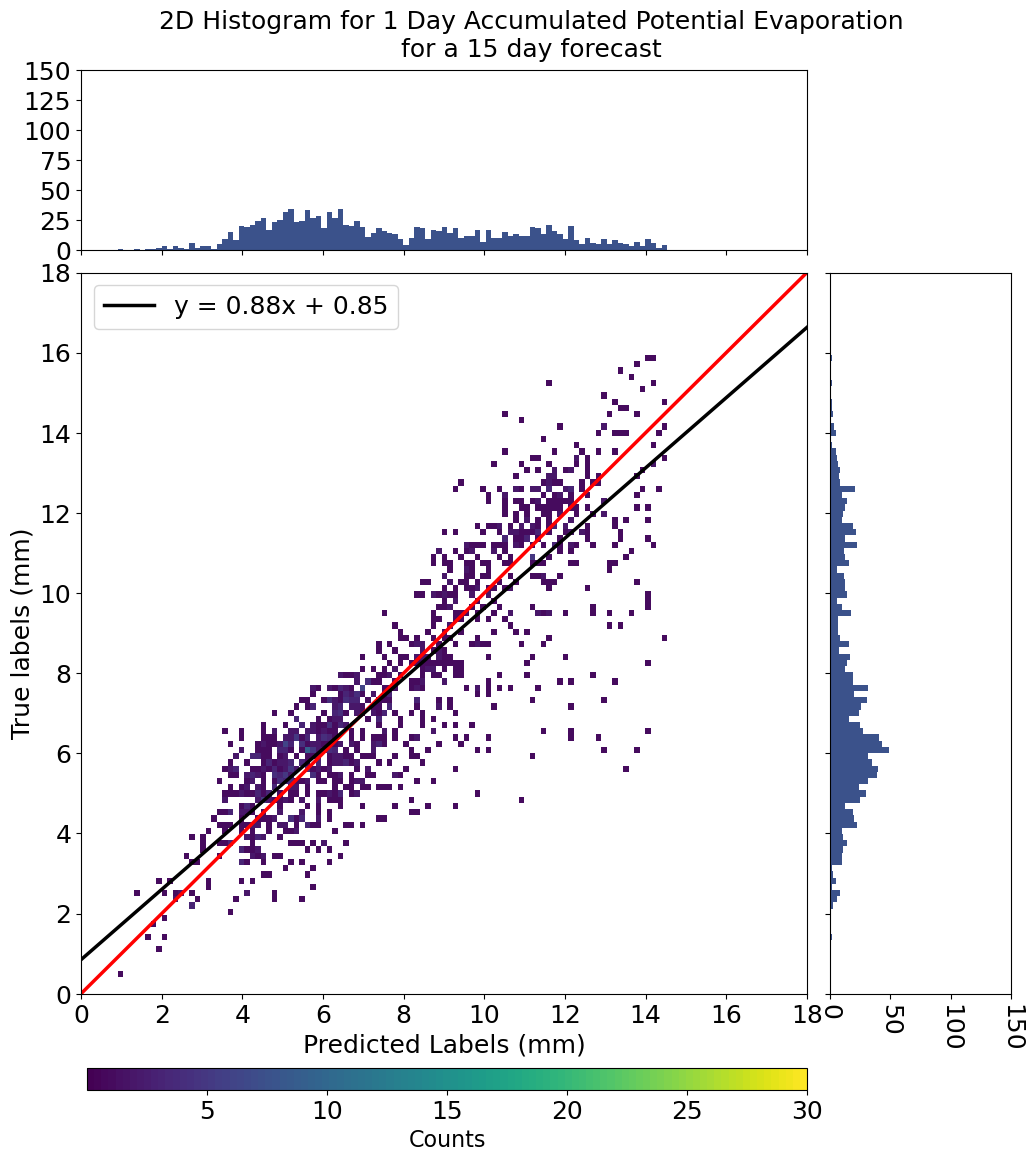 2D Histogram for 1 Day Accumulated Potential Evaporation
for a 15 day forecast
150
125
100
75
50
25
0
18
16
14
12
10
8
6
4
2
0
True labels (mm)
y = 0.88x + 0.85
0 2 4 6 8 10 12 14 16 18
Predicted Labels (mm)
0 50 100 150
5 10 15 20 25 30
Counts